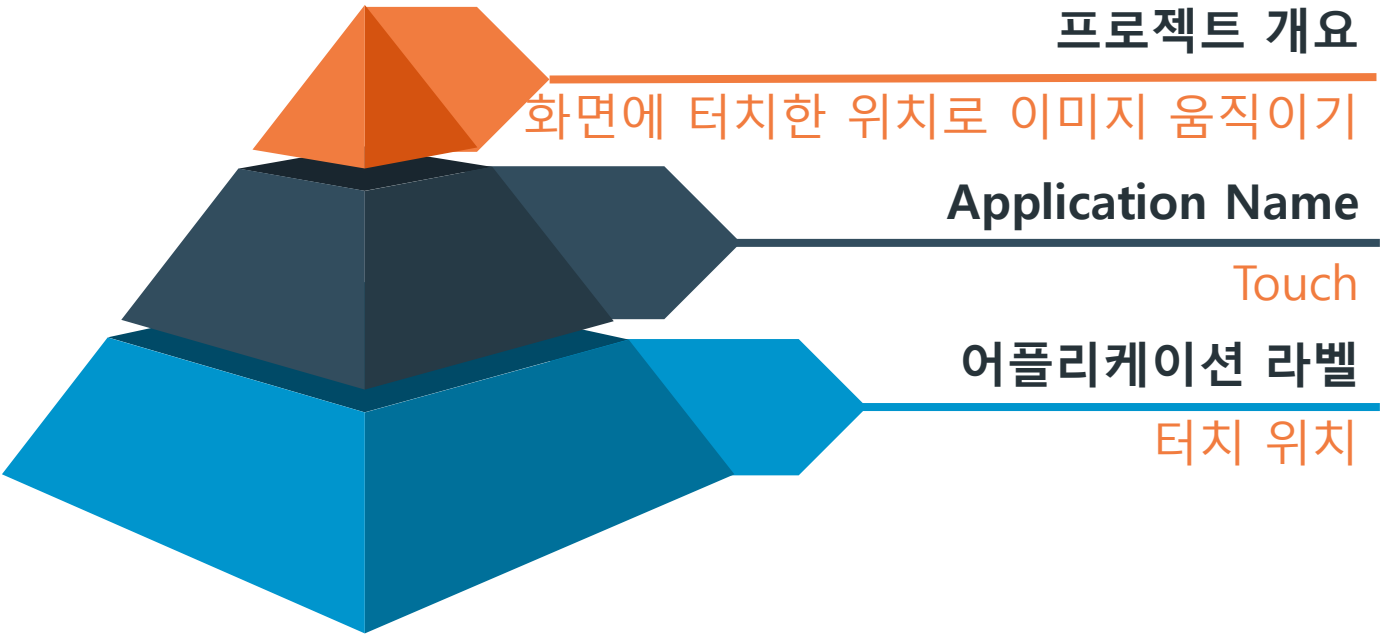 프로젝트 개요
화면에 터치한 위치로 이미지 움직이기
Application Name
Touch
어플리케이션 라벨
터치 위치